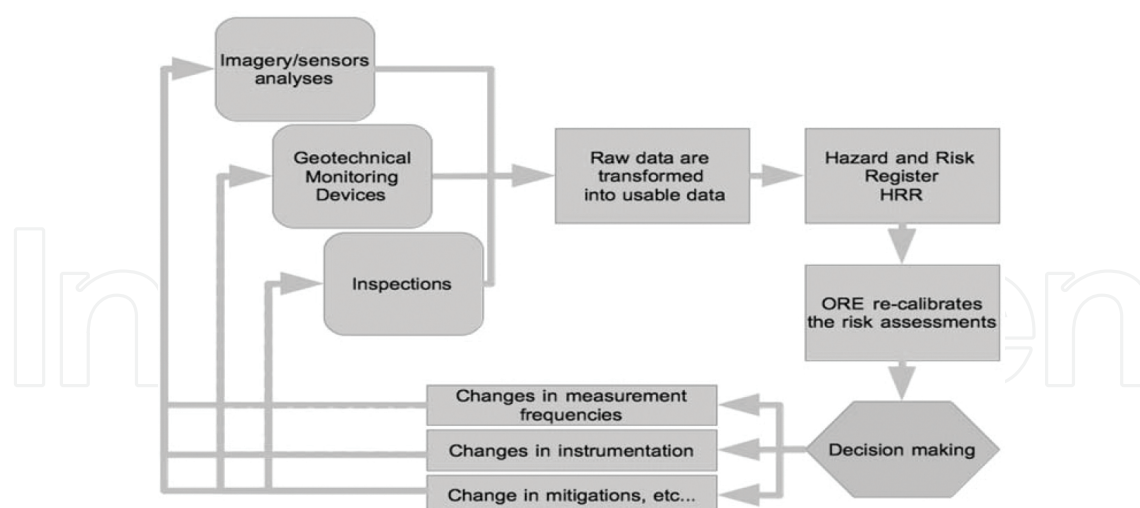 Imagery/sensors
analyses
Geotechnical
Monitoring
Devices
Inspections
Raw data are
transformed
into usable data
Hazard and Risk
Register
HRR
ORE re-calibrates
the risk assessments
Decision making
Changes in measurement
frequencies
Changes in instrumentation
Change in mitigations, etc...